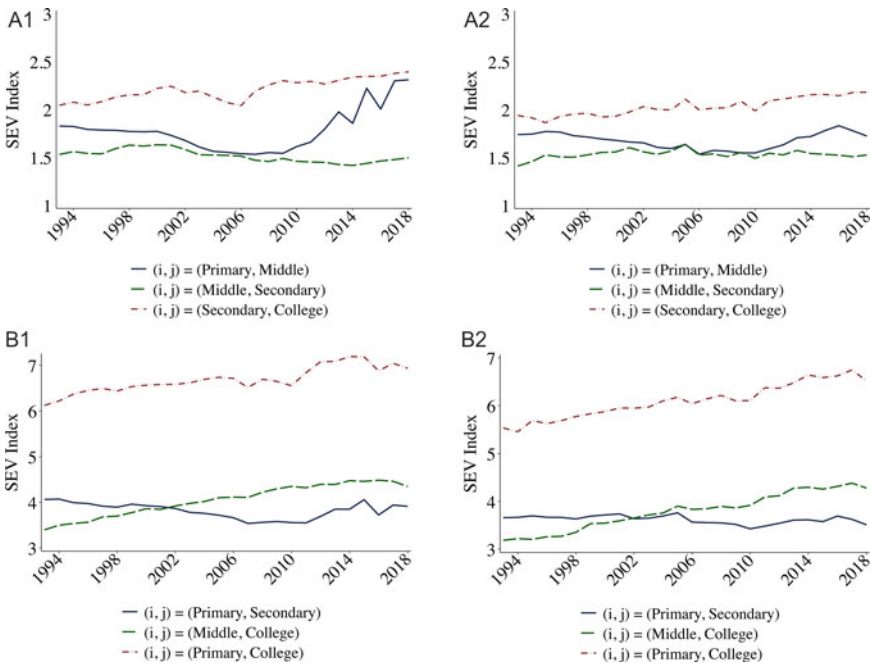 A1
3
2.5
2
1.5
1
SEV Index
1994
1998
2002
2006
2010
2014
2018
(i, j) = (Primary, Middle)
(i, j) = (Middle, Secondary)
(i, j) = (Secondary, College)
A2
3
2.5
2
1.5
1
SEV Index
1994
1998
2002
2006
2010
2014
2018
(i, j) = (Primary, Middle)
(i, j) = (Middle, Secondary)
(i, j) = (Secondary, College)
B1
7
6
5
4
3
SEV Index
1994
1998
2002
2006
2010
2014
2018
(i, j) = (Primary, Secondary)
(i, j) = (Middle, College)
(i, j) = (Primary, College)
B2
7
6
5
4
3
SEV Index
1994
1998
2002
2006
2010
2014
2018
(i, j) = (Primary, Secondary)
(i, j) = (Middle, College)
(i, j) = (Primary, College)